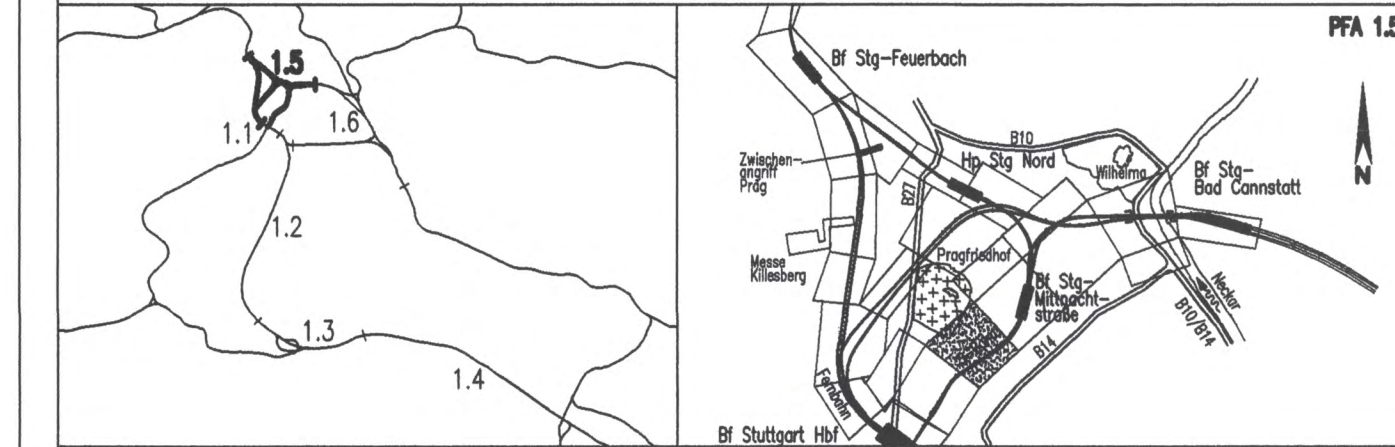 1.5
1.1
1.6
1.2
1.3
1.4
PFA 1.5
Bf Stg-Feuerbach
B10
Zwischen-
angriff
Prag
Hp Stg Nord
Wilhelma
Bf Stg-
Bad Cannstatt
N
B27
Messe
Killesberg
Pragfriedhof
Bf Stg-
Mittnacht-
straße
Neckar
B10/B14
B14
Fernbahn
Bf Stuttgart Hbf